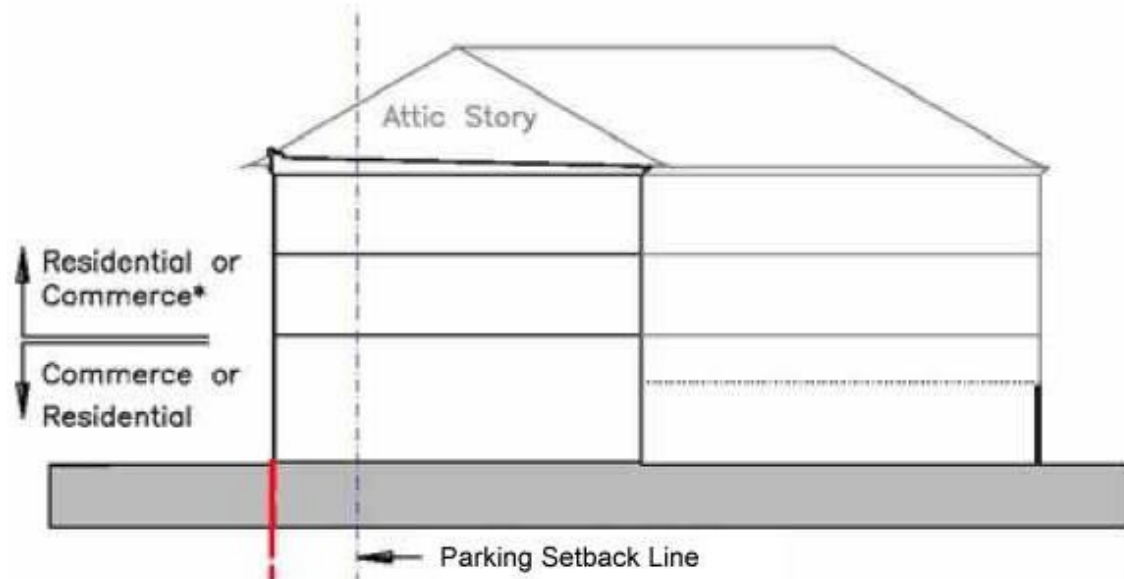 Attic Story
Residential or
Commerce*
Commerce or
Residential
Parking Setback Line